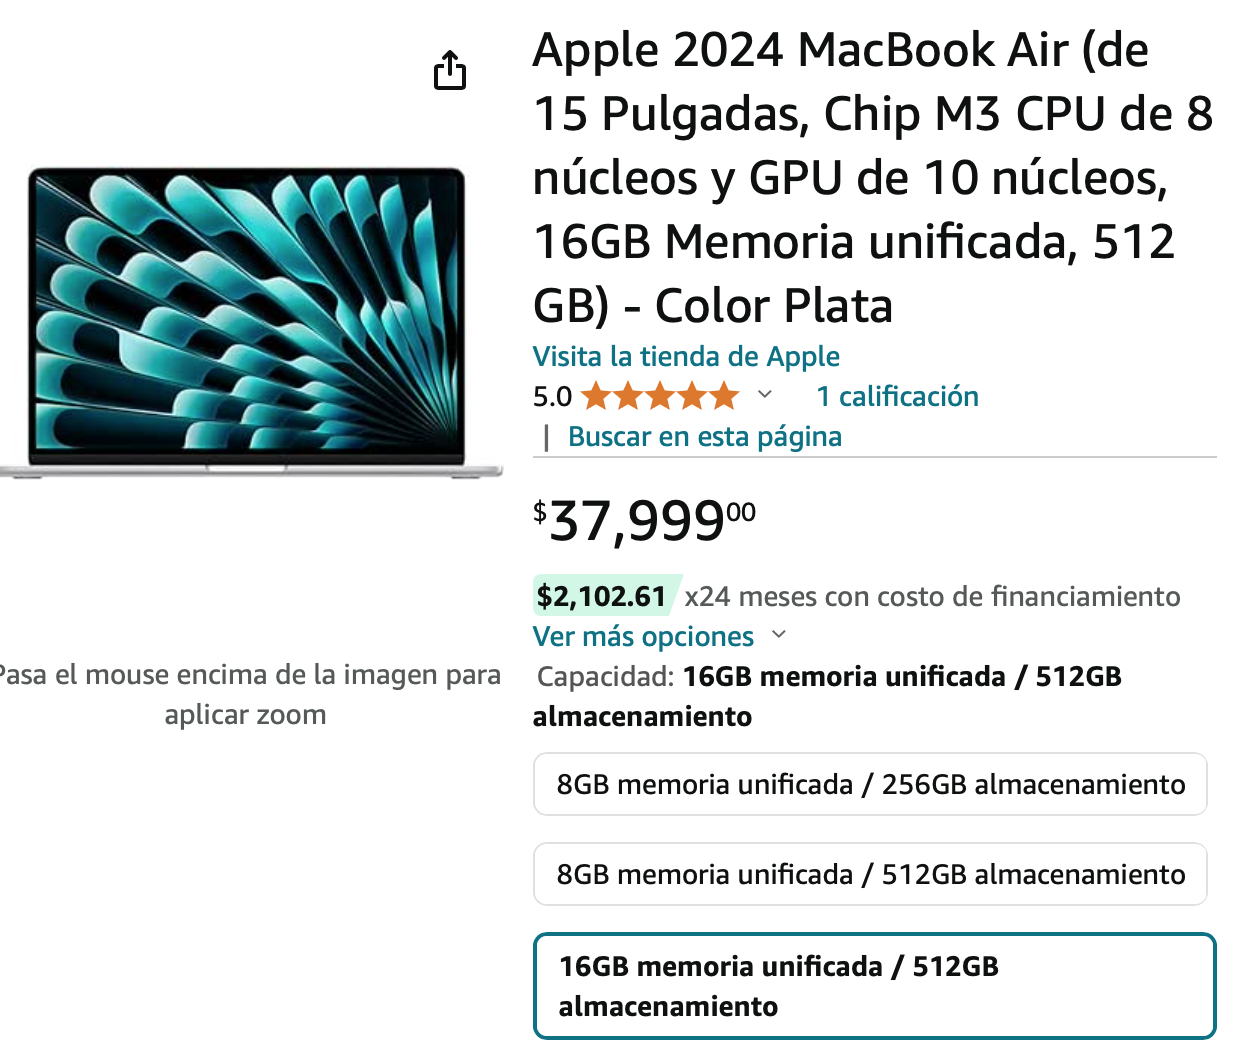 Apple 2024 MacBook Air (de
15 Pulgadas, Chip M3 CPU de 8
núcleos y GPU de 10 núcleos,
16GB Memoria unificada, 512
GB) - Color Plata
Visita la tienda de Apple
5.0 1 calificación
| Buscar en esta página
$37,99900
$2,102.61 x24 meses con costo de financiamiento
Ver más opciones
Capacidad: 16GB memoria unificada / 512GB
almacenamiento
8GB memoria unificada / 256GB almacenamiento
8GB memoria unificada / 512GB almacenamiento
16GB memoria unificada / 512GB
almacenamiento
Pasa el mouse encima de la imagen para
aplicar zoom